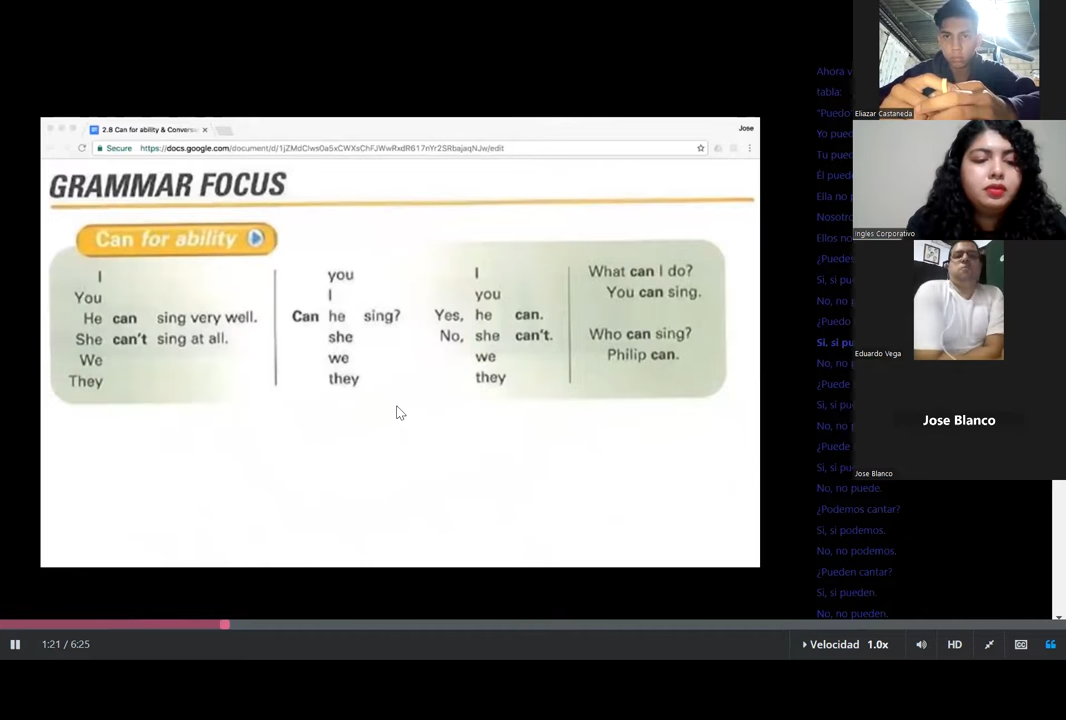 2.8 Can for ability & Conversa
Jose
Secure https://docs.google.com/document/d/1jZMdClws0a5xCWXsChFJWwRxdR617nYr2SRbajaqNJw/edit
GRAMMAR FOCUS
Can for ability
I
You
He can sing very well.
She can't sing at all.
We
They
you
I
Can he sing?
she
we
they
I
you
Yes, he can.
No, she can't.
we
they
What can I do?
You can sing.
Who can sing?
Philip can.
Ahora v
tabla:
"Puedo"
Yo pued
Tu pued
Él puede
Ella no p
Nosotro
Ellos no
¿Puedes
Si, si pu
No, no p
¿Puedo
Si, si pu
No, no p
¿Puede
Si, si pu
No, no p
¿Puede
Si, si pu
No, no puede.
¿Podemos cantar?
Si, si podemos.
No, no podemos.
¿Pueden cantar?
Si, si pueden.
No, no pueden.
Eliazar Castaneda
Ingles Corporativo
Eduardo Vega
Jose Blanco
Jose Blanco
1:21 / 6:25
Velocidad 1.0x
HD
CC